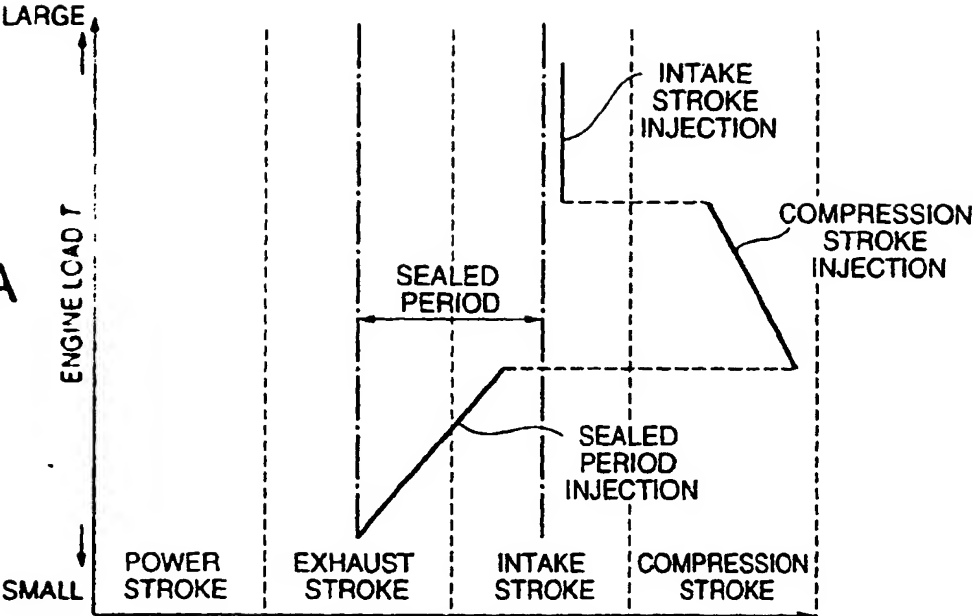 LARGE
INTAKE
STROKE
INJECTION
COMPRESSION
STROKE
INJECTION
A
ENGINE LOAD T
SEALED
PERIOD
SEALED
PERIOD
INJECTION
POWER
STROKE
EXHAUST
STROKE
INTAKE
STROKE
COMPRESSION
STROKE
SMALL